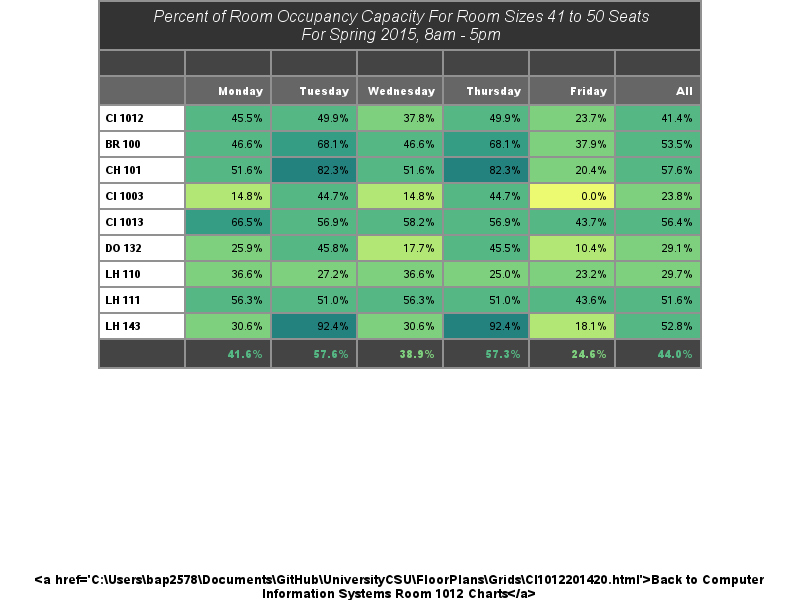 Percent of Room Occupancy Capacity For Room Sizes 41 to 50 Seats
For Spring 2015, 8am - 5pm
Monday Tuesday Wednesday Thursday Friday All
CI 1012 45.5% 49.9% 37.8% 49.9% 23.7% 41.4%
BR 100 46.6% 68.1% 46.6% 68.1% 37.9% 53.5%
CH 101 51.6% 82.3% 51.6% 82.3% 20.4% 57.6%
CI 1003 14.8% 44.7% 14.8% 44.7% 0.0% 23.8%
CI 1013 66.5% 56.9% 58.2% 56.9% 43.7% 56.4%
DO 132 25.9% 45.8% 17.7% 45.5% 10.4% 29.1%
LH 110 36.6% 27.2% 36.6% 25.0% 23.2% 29.7%
LH 111 56.3% 51.0% 56.3% 51.0% 43.6% 51.6%
LH 143 30.6% 92.4% 30.6% 92.4% 18.1% 52.8%
41.6% 57.6% 38.9% 57.3% 24.6% 44.0%
<a href='C:\Users\bap2578\Documents\GitHub\UniversityCSU\FloorPlans\Grids\CI1012201420.html'>Back to Computer
Information Systems Room 1012 Charts</a>